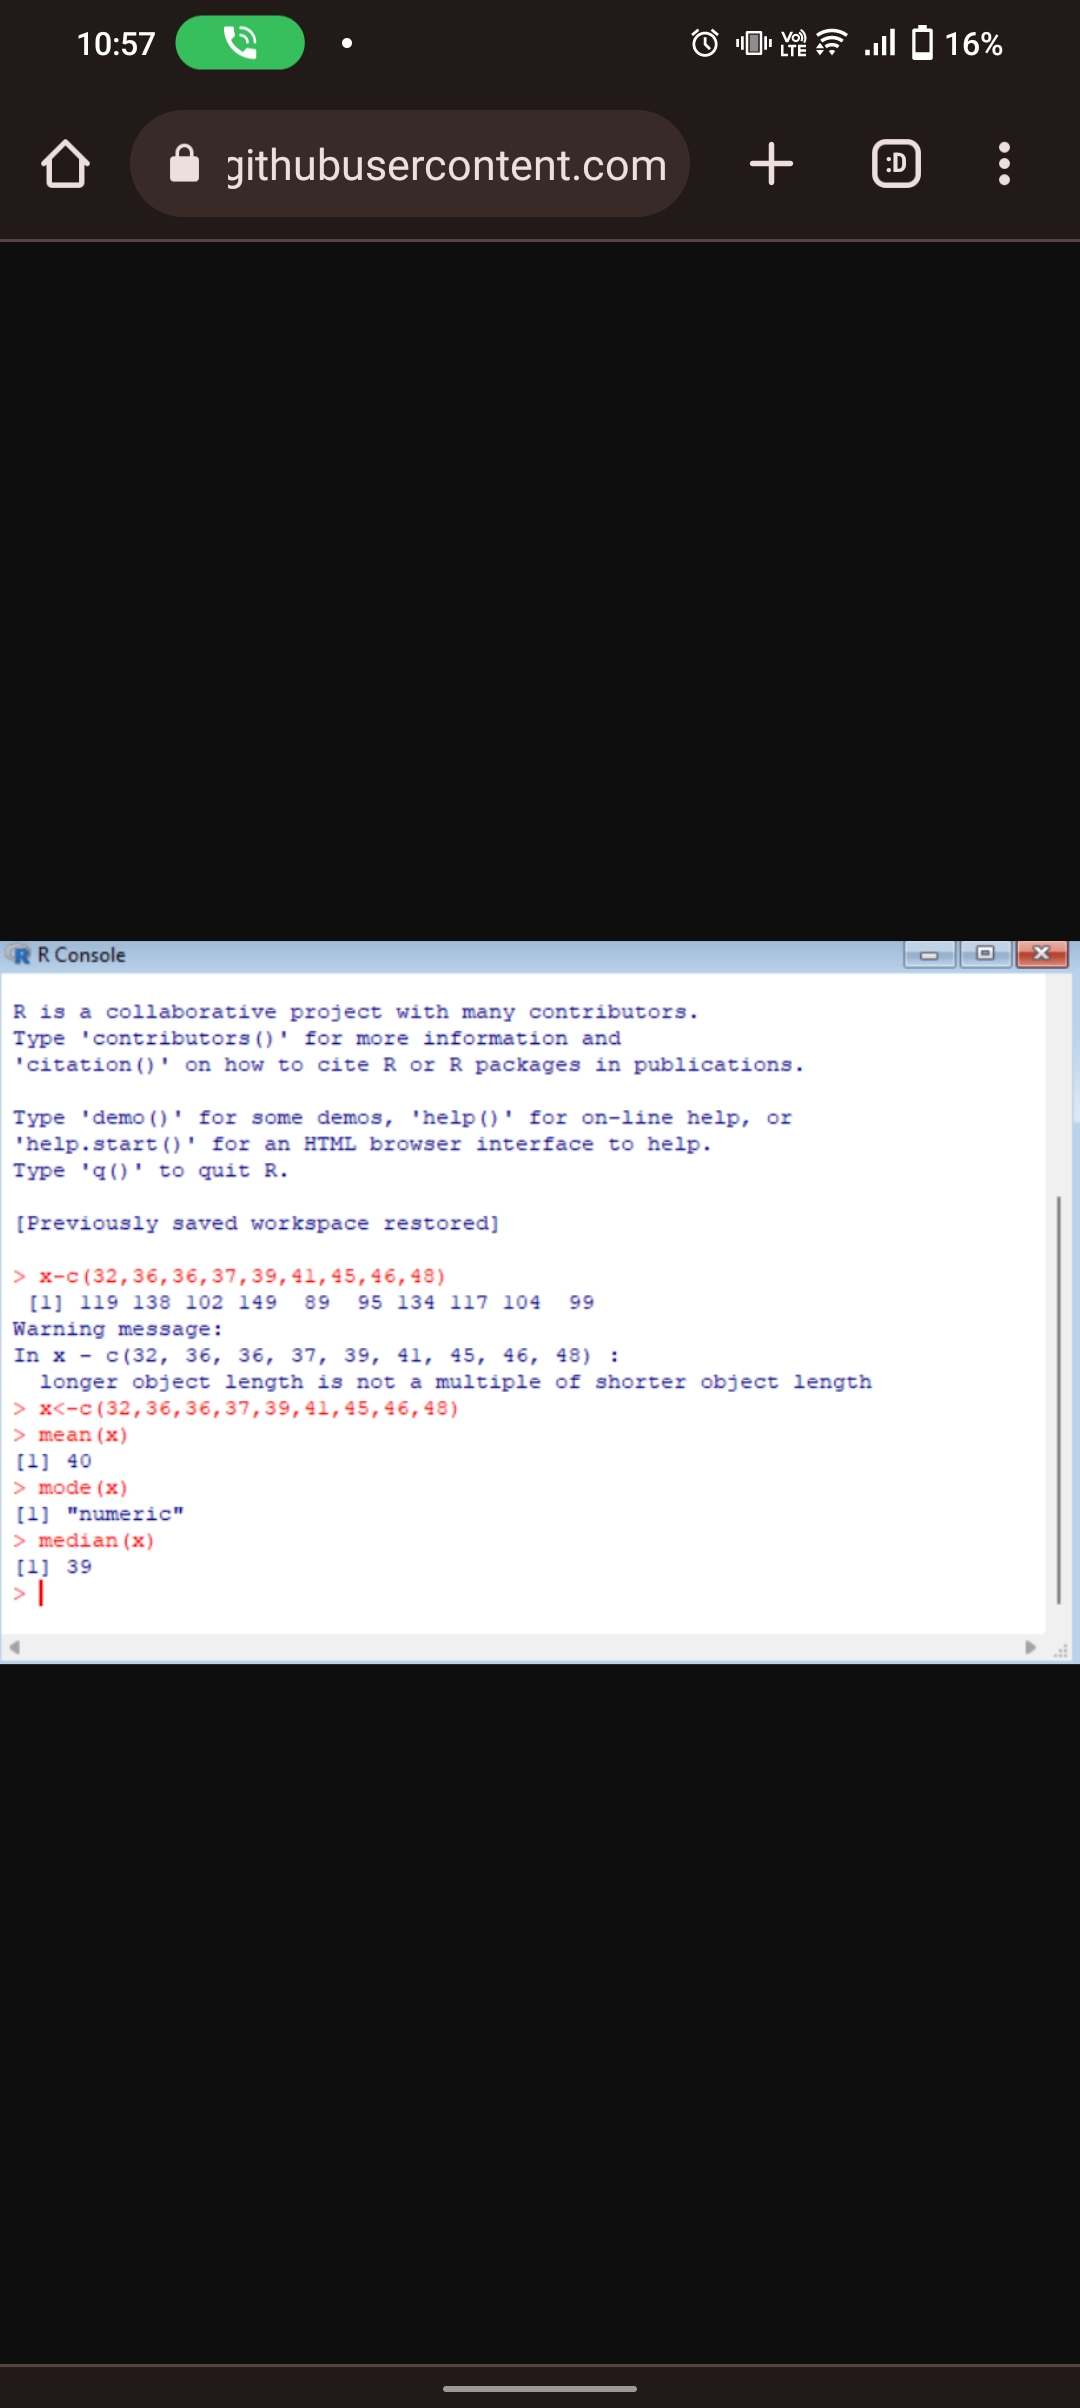 10:57
Vo)) LTE
16%
githubusercontent.com
:D
R R Console
R is a collaborative project with many contributors.
Type 'contributors()' for more information and
'citation()' on how to cite R or R packages in publications.
Type 'demo()' for some demos, 'help()' for on-line help, or
'help.start()' for an HTML browser interface to help.
Type 'q()' to quit R.
[Previously saved workspace restored]
> x-c(32,36,36,37,39,41,45,46,48)
[1] 119 138 102 149  89  95 134 117 104  99
Warning message:
In x - c(32, 36, 36, 37, 39, 41, 45, 46, 48) :
longer object length is not a multiple of shorter object length
> x<-c(32,36,36,37,39,41,45,46,48)
> mean(x)
[1] 40
> mode(x)
[1] "numeric"
> median(x)
[1] 39
>